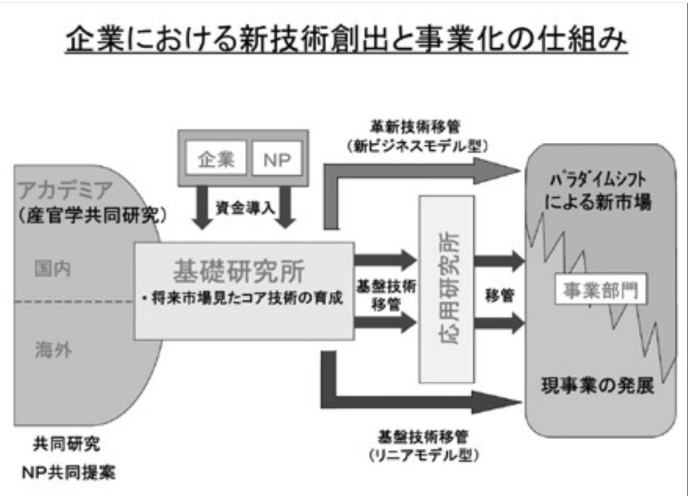 企業における新技術創出と事業化の仕組み
革新技術移管
(新ビジネスモデル型)
企業
NP
資金導入
アカデミア
(産官学共同研究)
国内
海外
基礎研究所
・将来市場見たコア技術の育成
基盤技術
移管
応用研究所
移管
パラダイムシフト
による新市場
事業部門
現事業の発展
基盤技術移管
(リニアモデル型)
共同研究
NP共同提案